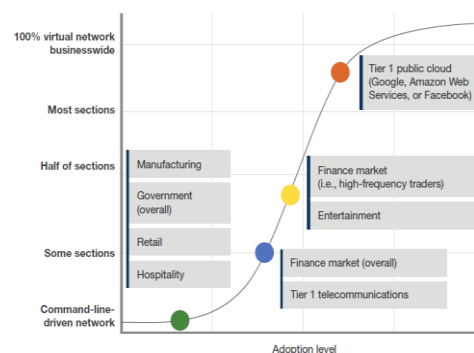 100% virtual network
businesswide
Tier 1 public cloud
(Google, Amazon Web
Services, or Facebook)
Most sections
Half of sections
Manufacturing
Government
(overall)
Retail
Hospitality
Finance market
(i.e., high-frequency traders)
Entertainment
Some sections
Finance market (overall)
Tier 1 telecommunications
Command-line-
driven network
Adoption level